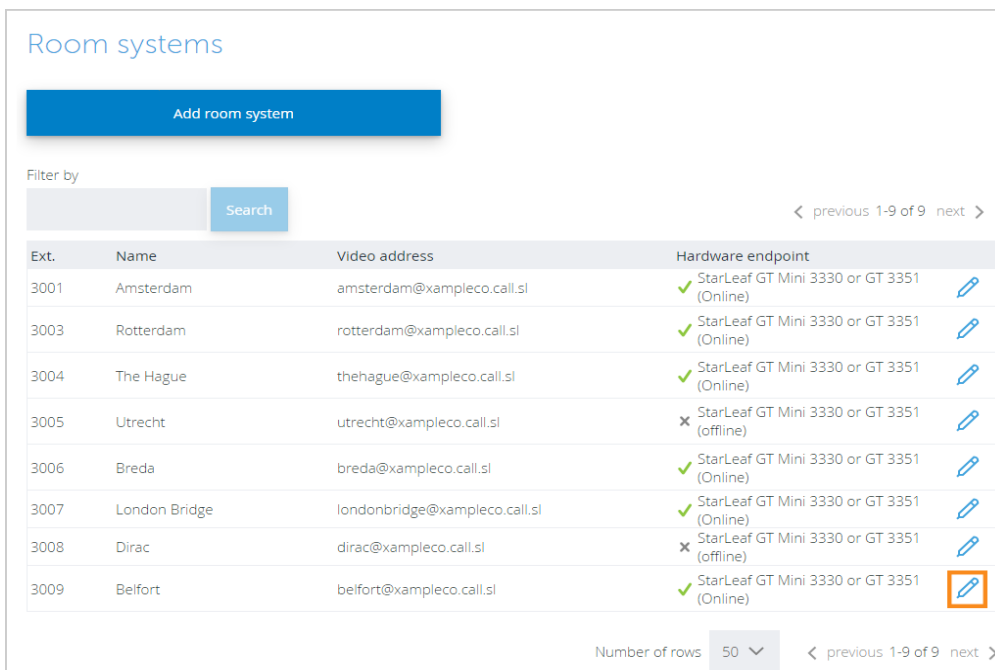 Room systems
Add room system
Filter by
Search
previous 1-9 of 9 next
Ext. Name Video address Hardware endpoint
3001 Amsterdam amsterdam@xampleco.call.sl StarLeaf GT Mini 3330 or GT 3351
(Online)
3003 Rotterdam rotterdam@xampleco.call.sl StarLeaf GT Mini 3330 or GT 3351
(Online)
3004 The Hague thehague@xampleco.call.sl StarLeaf GT Mini 3330 or GT 3351
(Online)
3005 Utrecht utrecht@xampleco.call.sl StarLeaf GT Mini 3330 or GT 3351
(offline)
3006 Breda breda@xampleco.call.sl StarLeaf GT Mini 3330 or GT 3351
(Online)
3007 London Bridge londonbridge@xampleco.call.sl StarLeaf GT Mini 3330 or GT 3351
(Online)
3008 Dirac dirac@xampleco.call.sl StarLeaf GT Mini 3330 or GT 3351
(offline)
3009 Belfort belfort@xampleco.call.sl StarLeaf GT Mini 3330 or GT 3351
(Online)
Number of rows 50 previous 1-9 of 9 next